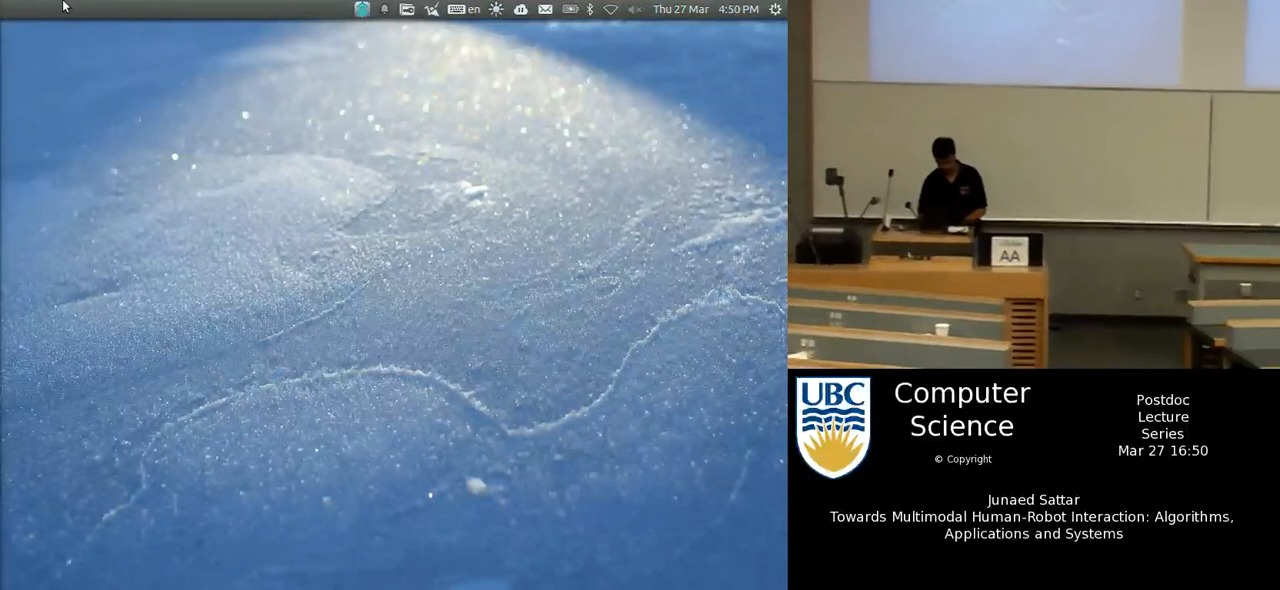 en
Thu 27 Mar
4:50 PM
AA
UBC
Computer
Science
© Copyright
Postdoc
Lecture
Series
Mar 27 16:50
Junaed Sattar
Towards Multimodal Human-Robot Interaction: Algorithms,
Applications and Systems